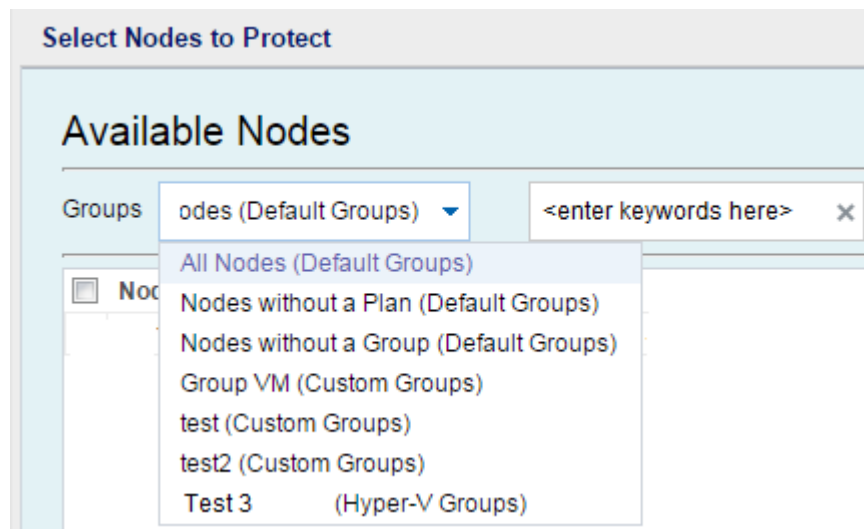 Select Nodes to Protect
Available Nodes
Groups odes (Default Groups) <enter keywords here>
All Nodes (Default Groups)
Nod
Nodes without a Plan (Default Groups)
Nodes without a Group (Default Groups)
Group VM (Custom Groups)
test (Custom Groups)
test2 (Custom Groups)
Test 3 (Hyper-V Groups)